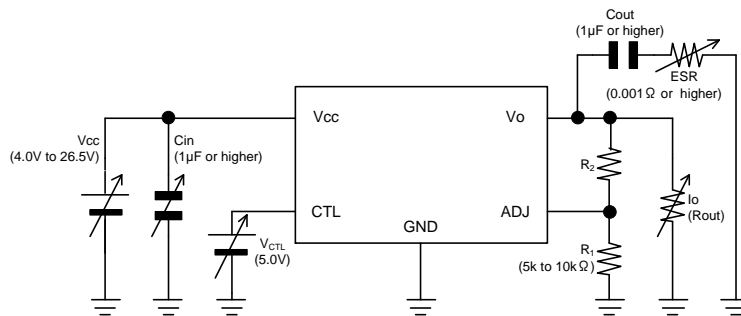 Cout
(1µF or higher)
ESR
(0.001Ω or higher)
Vcc
(4.0V to 26.5V)
Cin
(1µF or higher)
Vcc
Vo
CTL
ADJ
GND
VCTL
(5.0V)
R2
R1
(5k to 10kΩ)
Io
(Rout)